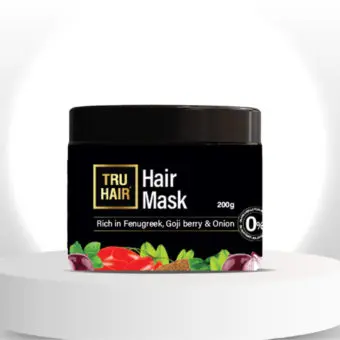 TRU
HAIR
Hair
Mask
200g
Rich in Fenugreek, Goji berry & Onion
0%